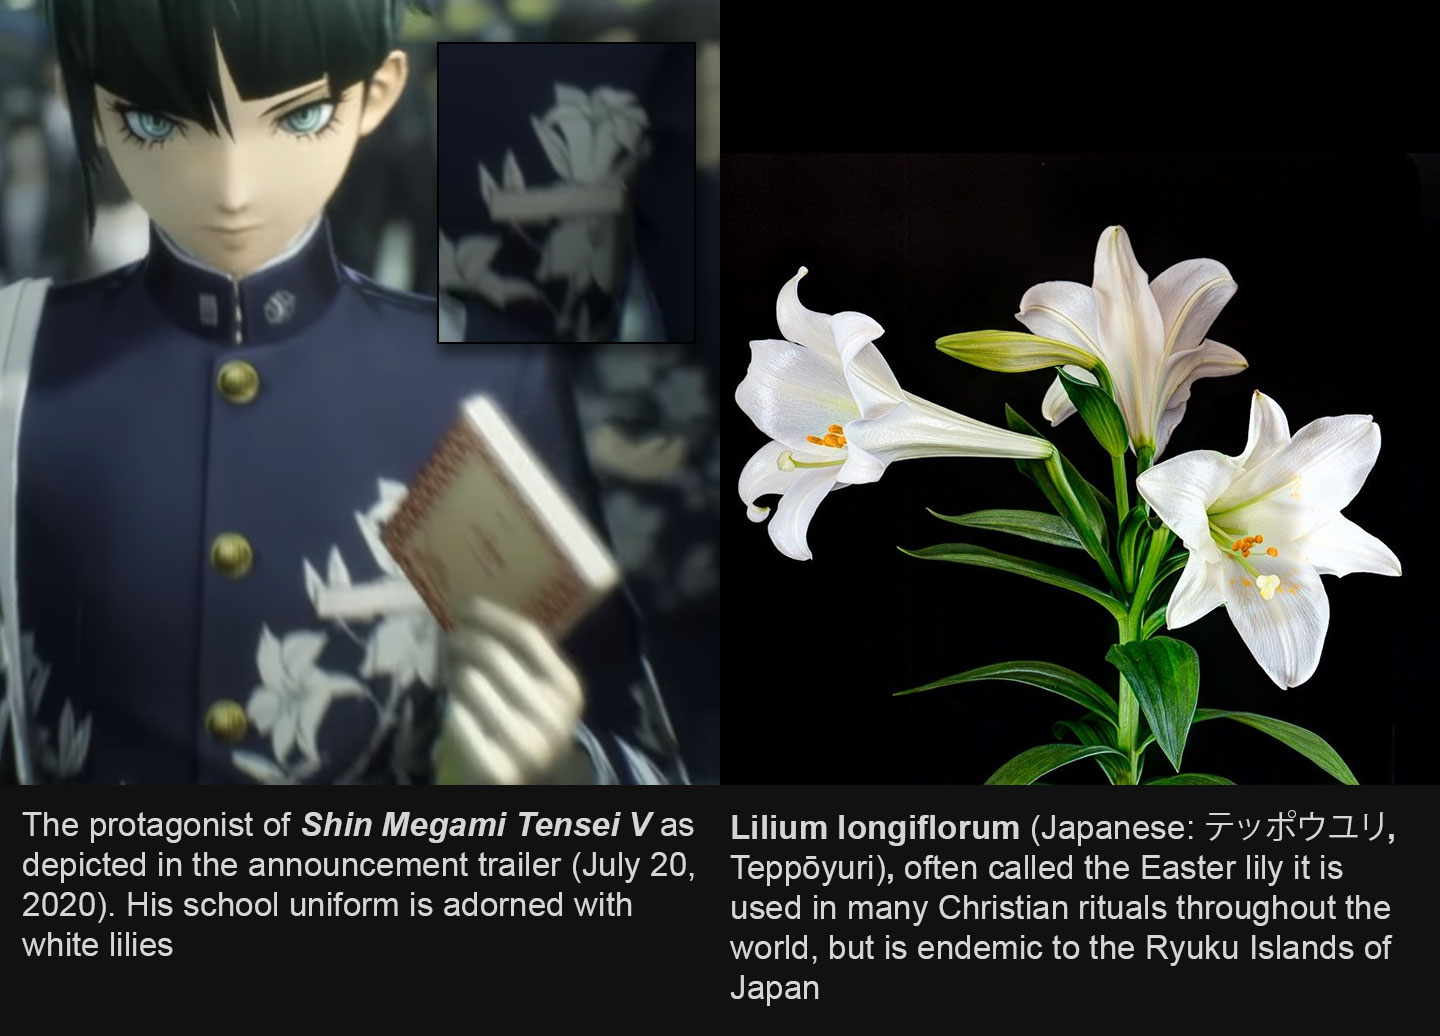 The protagonist of Shin Megami Tensei V as
depicted in the announcement trailer (July 20,
2020). His school uniform is adorned with
white lilies
Lilium longiflorum (Japanese: テッポウユリ,
Teppōyuri), often called the Easter lily it is
used in many Christian rituals throughout the
world, but is endemic to the Ryuku Islands of
Japan